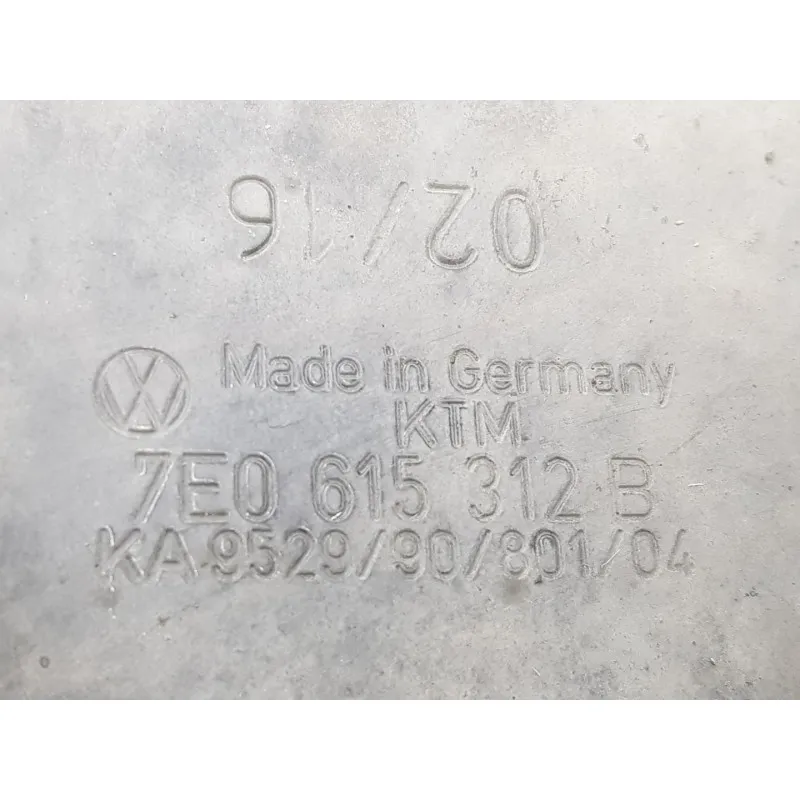 02/16
Made in Germany
KTM
7E0 615 312 B
KA 9529/90/801/04